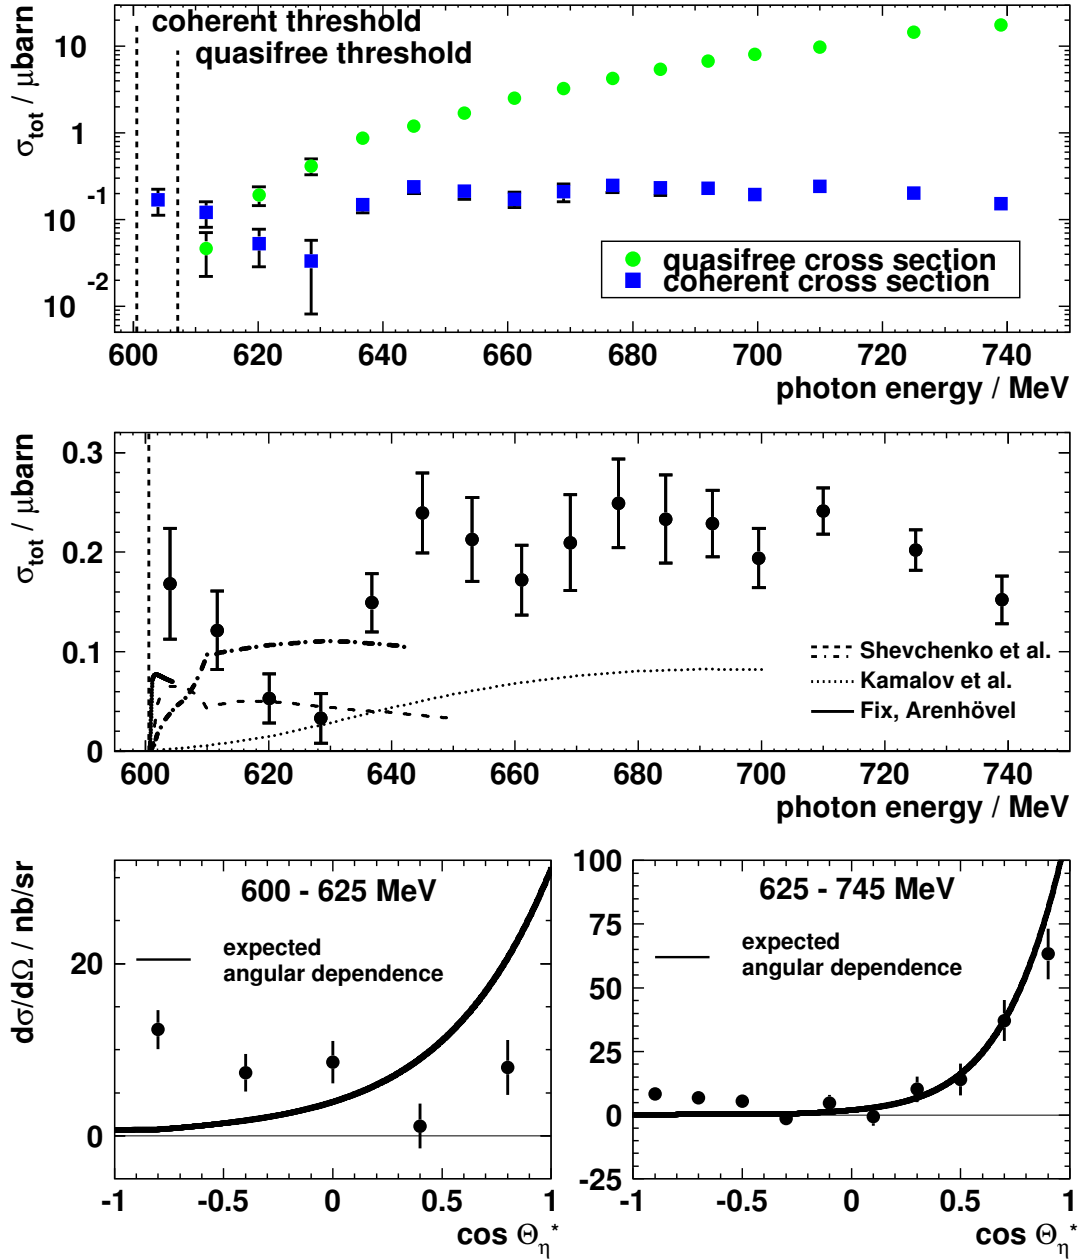 coherent threshold
quasifree threshold
σtot / μbarn
10
1
10-1
10-2
quasifree cross section
coherent cross section
600 620 640 660 680 700 720 740
photon energy / MeV
σtot / μbarn
0.3
0.2
0.1
0
Shevchenko et al.
Kamalov et al.
Fix, Arenhövel
600 620 640 660 680 700 720 740
photon energy / MeV
dσ/dΩ / nb/sr
600 - 625 MeV
expected
angular dependence
20
0
-1 -0.5 0 0.5 1
cos Θη*
625 - 745 MeV
expected
angular dependence
100
75
50
25
0
-25
-1 -0.5 0 0.5 1
cos Θη*